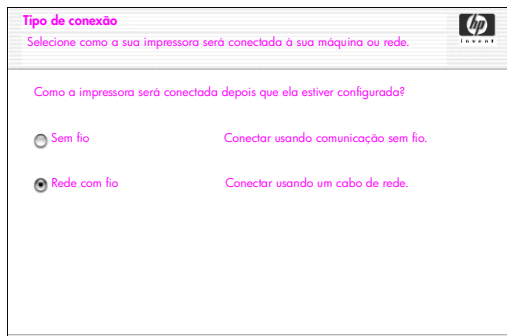 Tipo de conexão
Selecione como a sua impressora será conectada à sua máquina ou rede.
hp
invent
Como a impressora será conectada depois que ela estiver configurada?
Sem fio Conectar usando comunicação sem fio.
Rede com fio Conectar usando um cabo de rede.